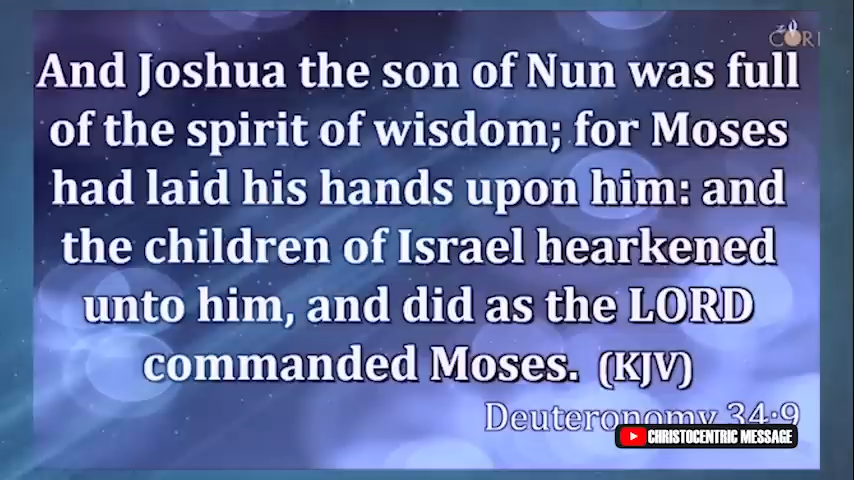 CORI
And Joshua the son of Nun was full
of the spirit of wisdom; for Moses
had laid his hands upon him: and
the children of Israel hearkened
unto him, and did as the LORD
commanded Moses. (KJV)
Deuteronomy 34:9
CHRISTOCENTRIC MESSAGE